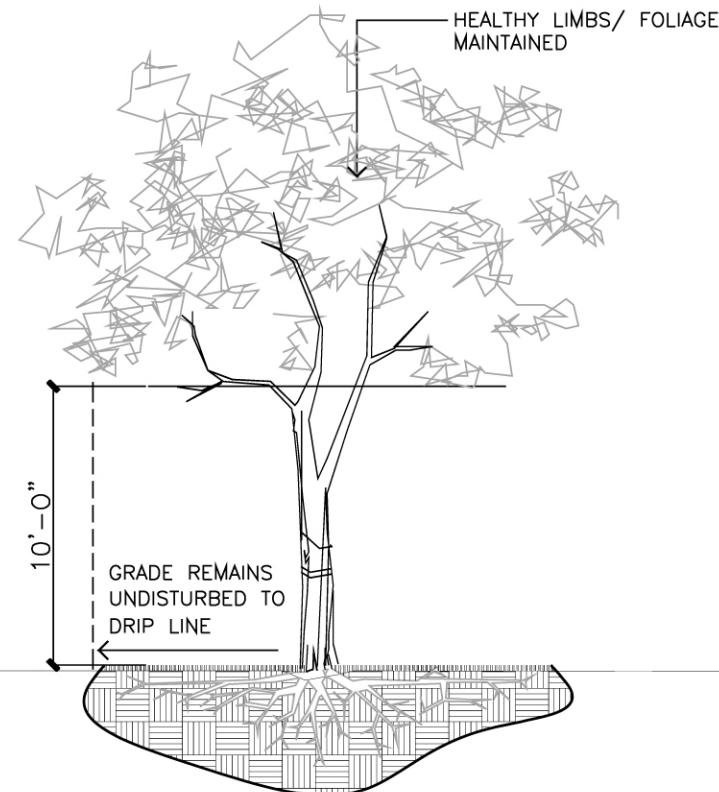 HEALTHY LIMBS/ FOLIAGE
MAINTAINED
10'-0"
GRADE REMAINS
UNDISTURBED TO
DRIP LINE